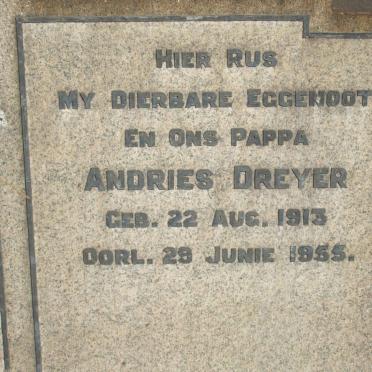 HIER RUS
MY DIERBARE EGGENOOT
EN ONS PAPPA
ANDRIES DREYER
GEB. 22 AUG. 1913
OORL. 29 JUNIE 1955.